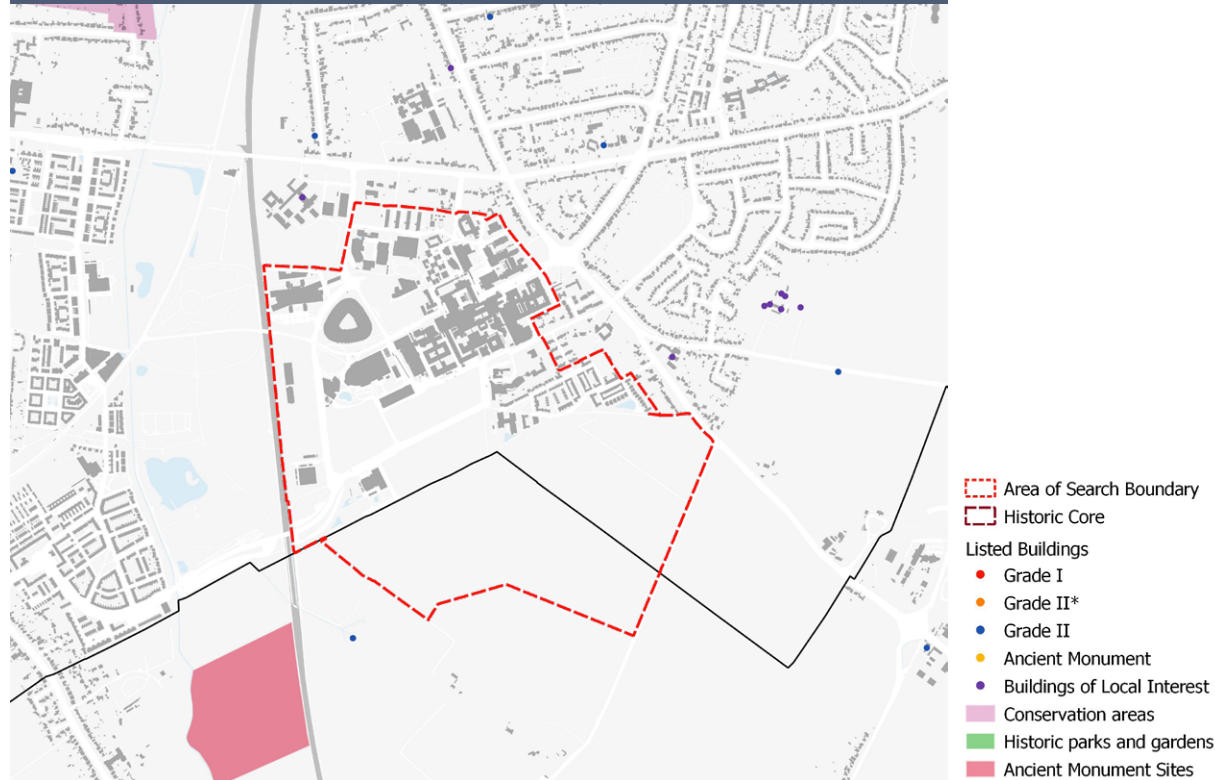 Area of Search Boundary
Historic Core
Listed Buildings
Grade I
Grade II*
Grade II
Ancient Monument
Buildings of Local Interest
Conservation areas
Historic parks and gardens
Ancient Monument Sites